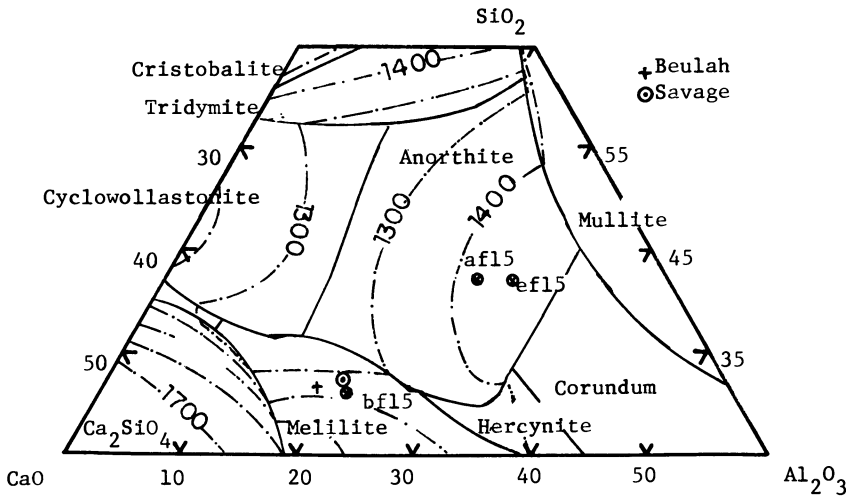 SiO2
Cristobalite
1400
+ Beulah
Savage
Tridymite
30
Anorthite
55
Cyclowollastonite
1300
1300
1400
Mullite
40
af15
ef15
45
50
35
1700
bf15
Corundum
Ca2SiO4
Melilite
Hercynite
CaO
10
20
30
40
50
Al2O3